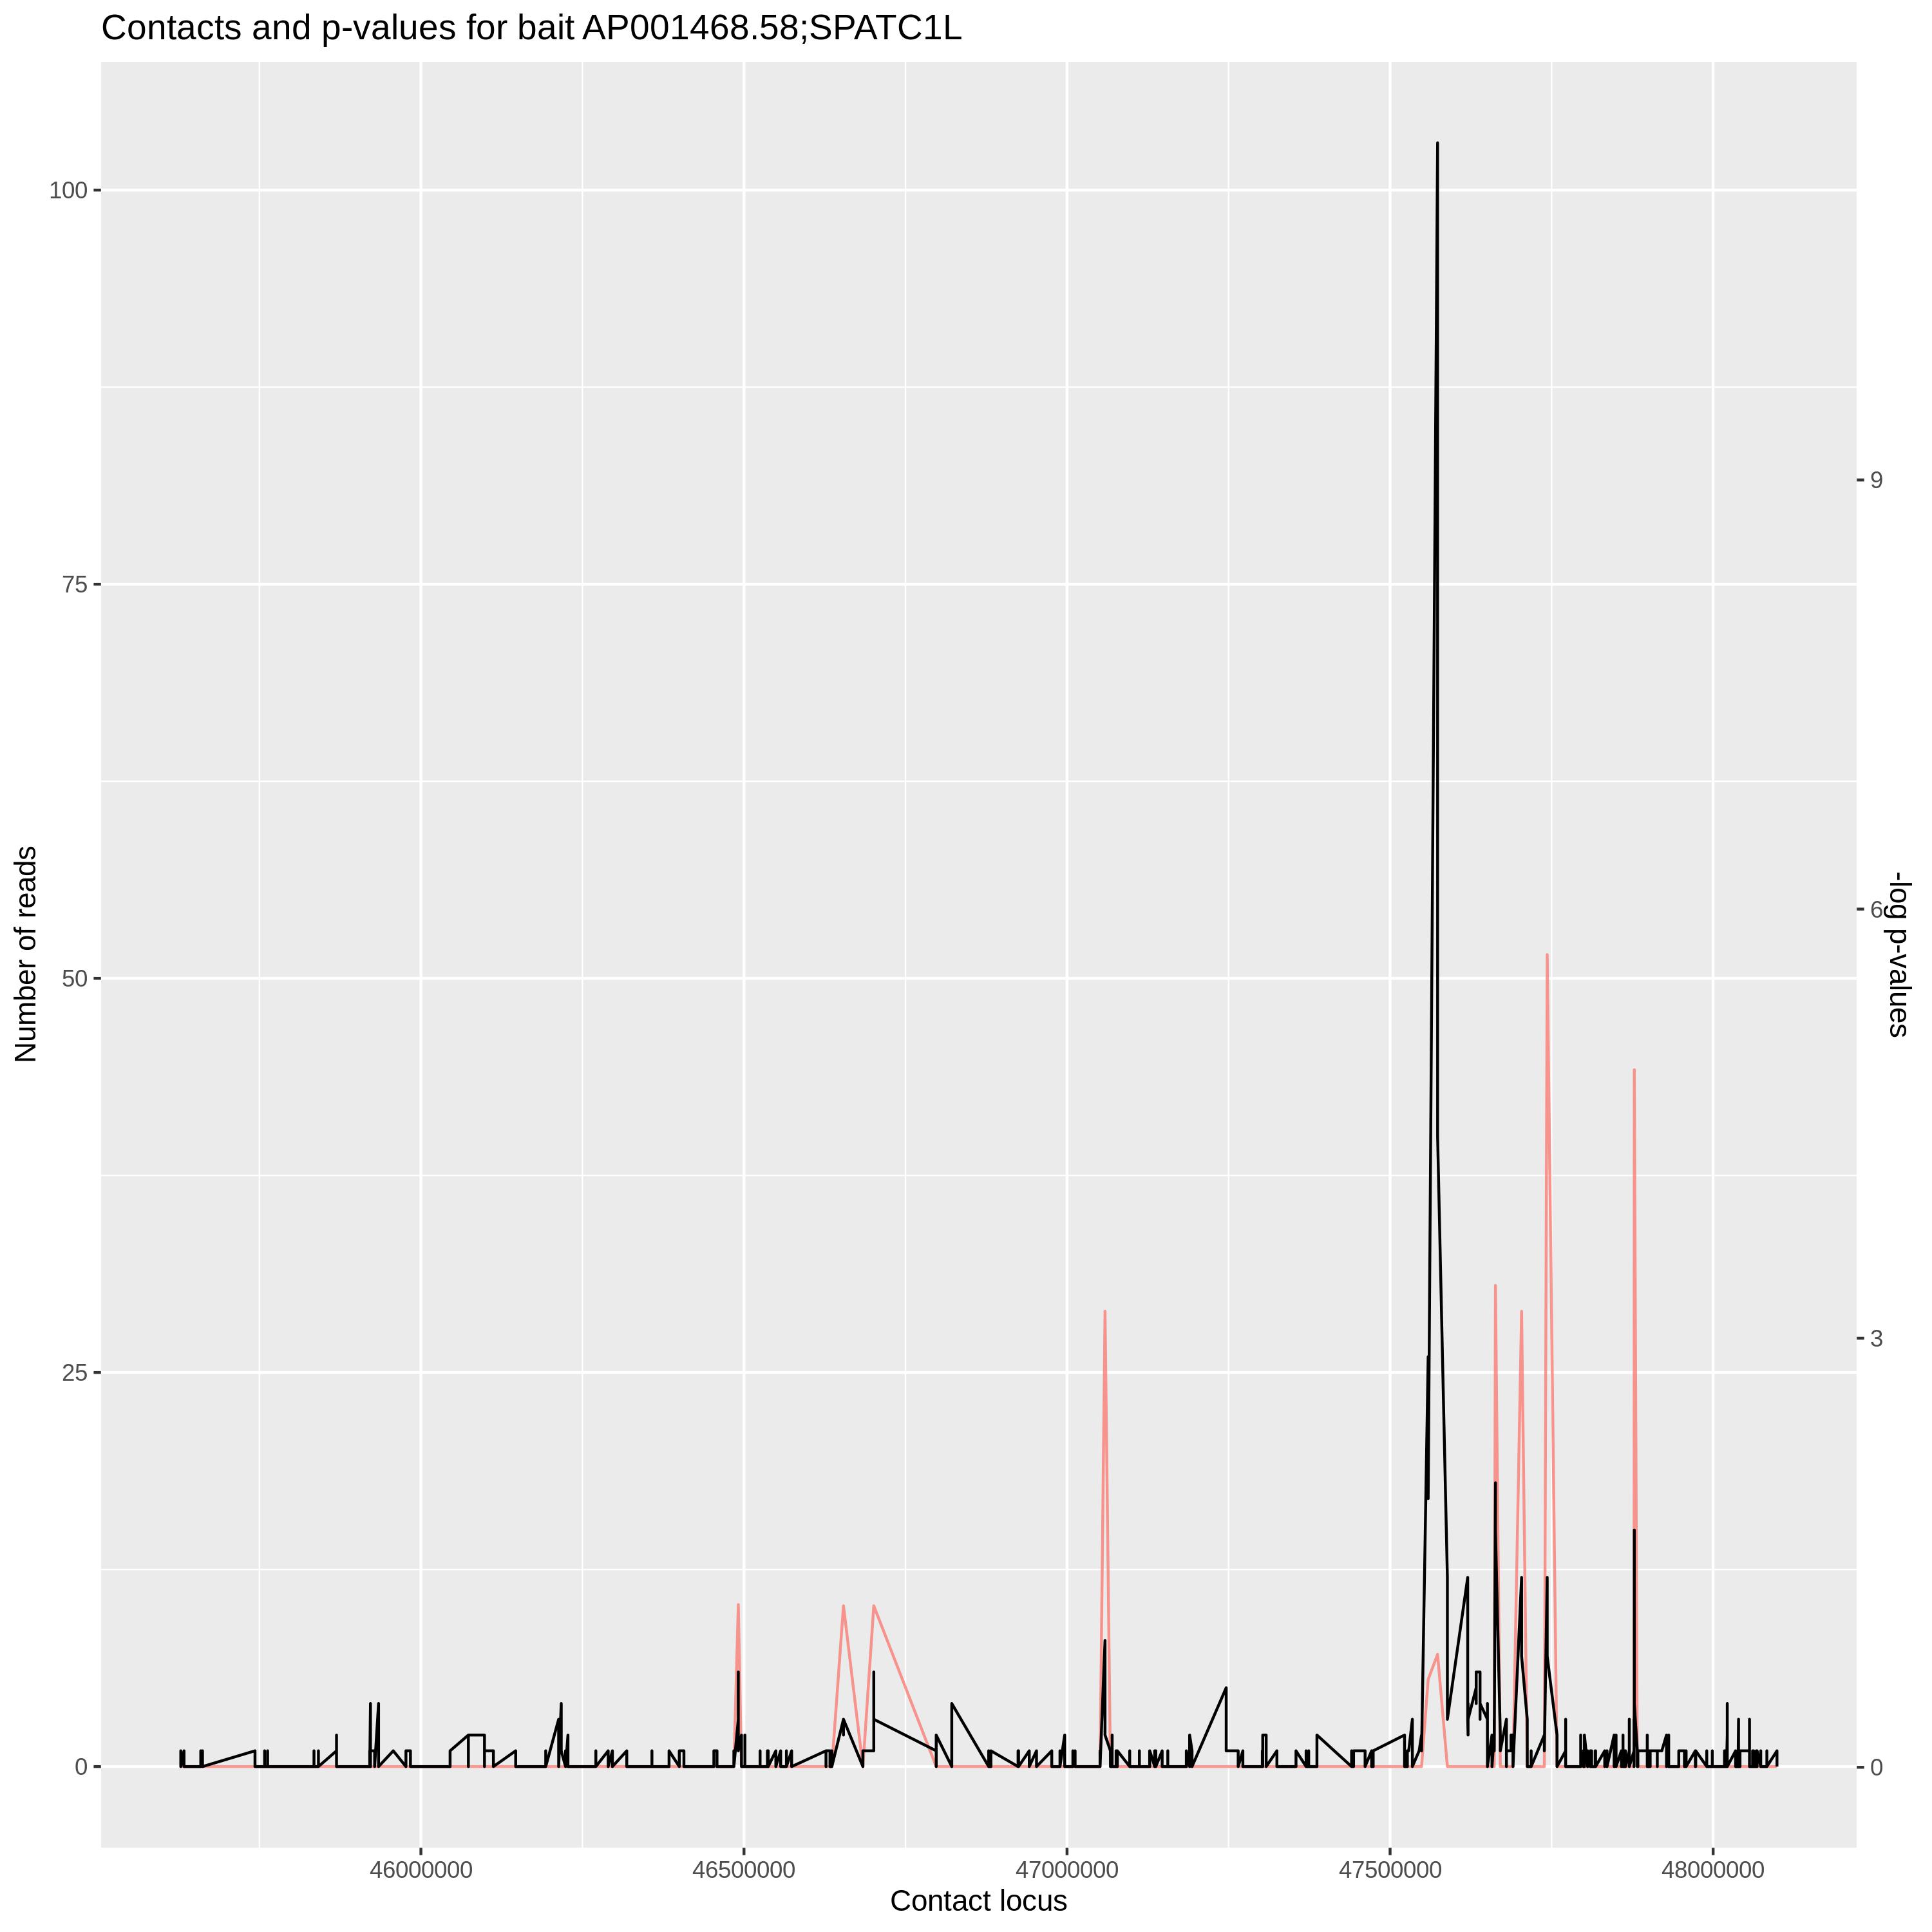 Contacts and p-values for bait AP001468.58;SPATC1L
100
75
50
25
0
Number of reads
9
6
3
0
-log p-values
46000000 46500000 47000000 47500000 48000000
Contact locus